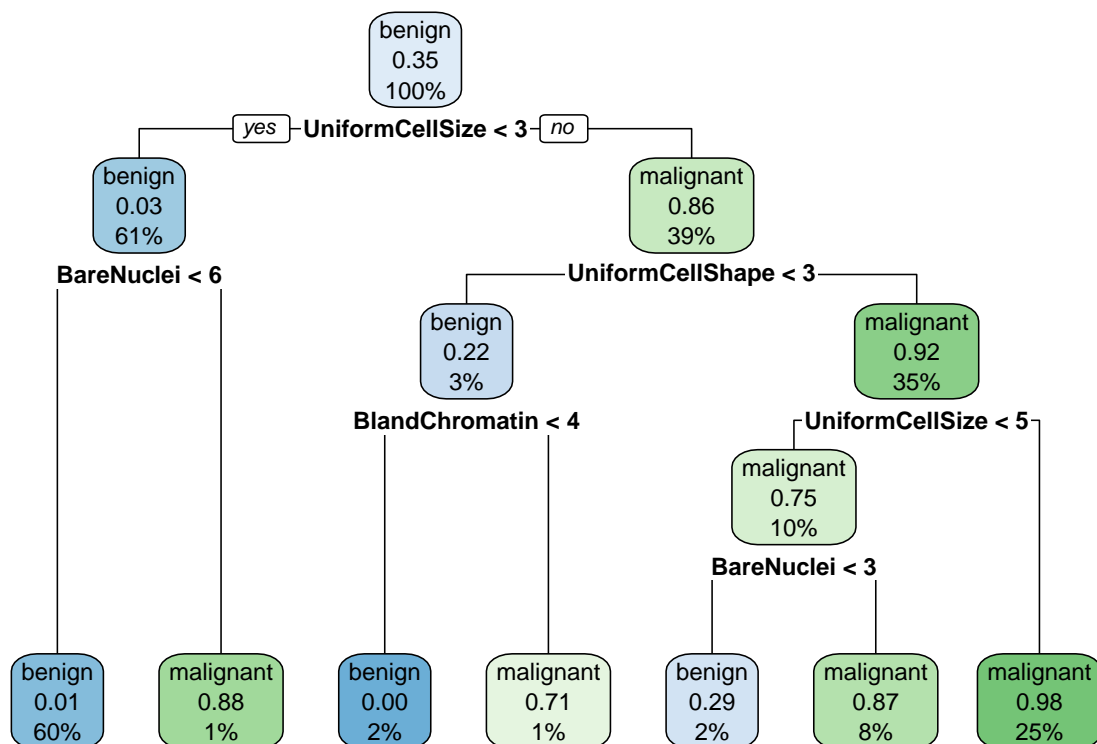 benign
0.35
100%
yes
UniformCellSize < 3
no
benign
0.03
61%
malignant
0.86
39%
BareNuclei < 6
UniformCellShape < 3
benign
0.22
3%
malignant
0.92
35%
BlandChromatin < 4
UniformCellSize < 5
malignant
0.75
10%
BareNuclei < 3
benign
0.01
60%
malignant
0.88
1%
benign
0.00
2%
malignant
0.71
1%
benign
0.29
2%
malignant
0.87
8%
malignant
0.98
25%